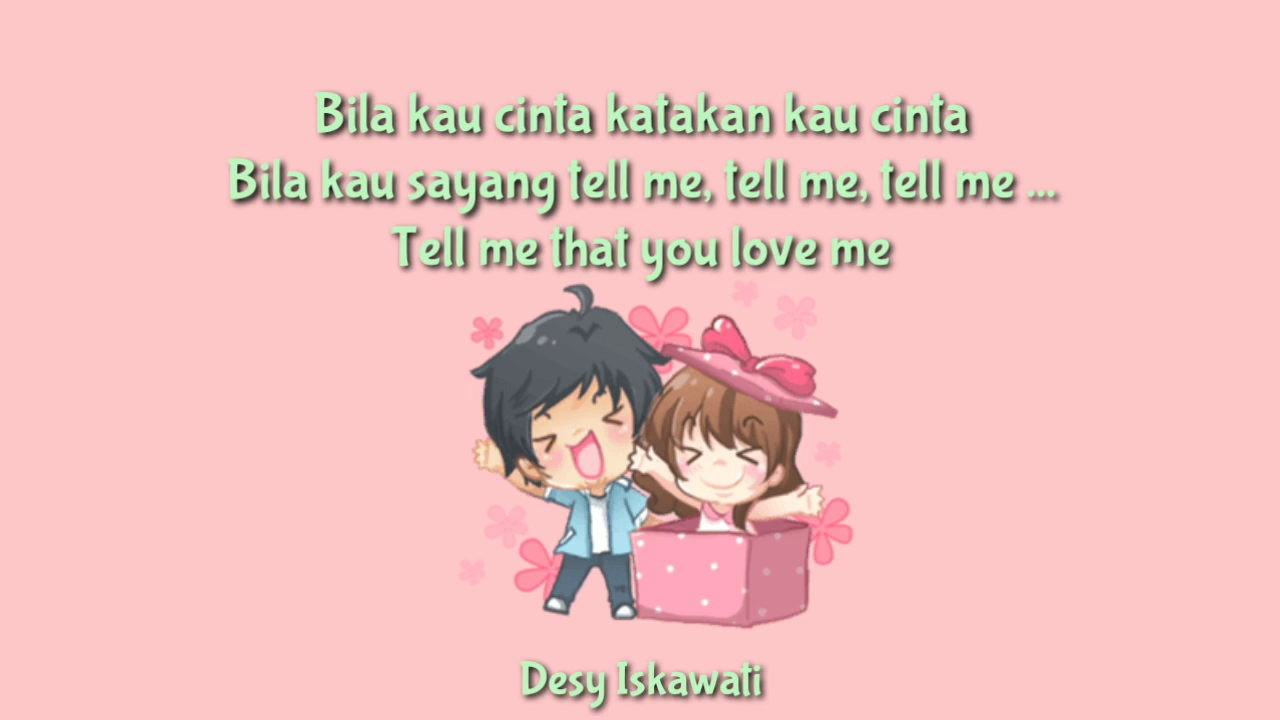 Bila kau cinta katakan kau cinta
Bila kau sayang tell me, tell me, tell me ...
Tell me that you love me
Desy Iskawati